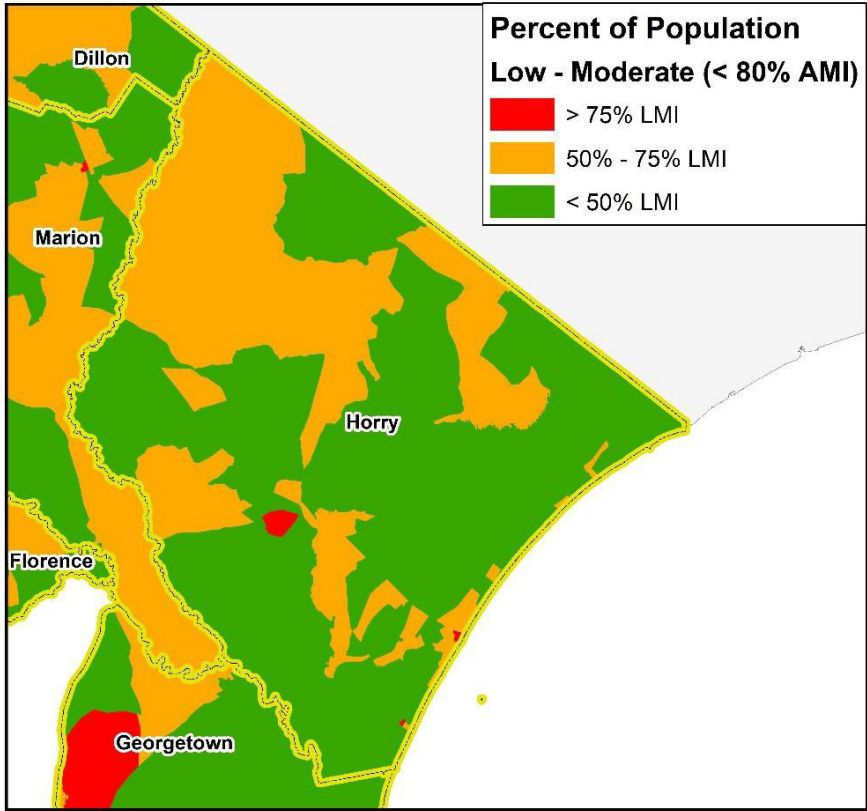 Percent of Population
Low - Moderate (< 80% AMI)
> 75% LMI
50% - 75% LMI
< 50% LMI
Dillon
Marion
Horry
Florence
Georgetown